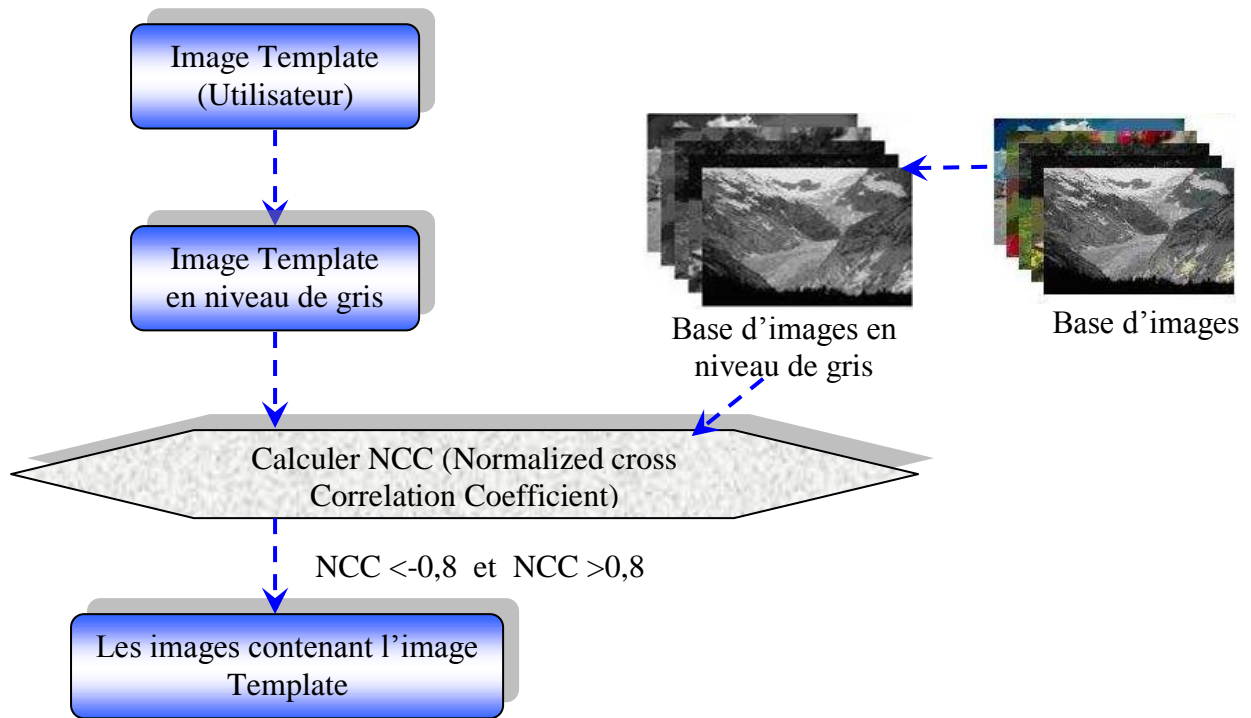 Image Template
(Utilisateur)
Image Template
en niveau de gris
Base d’images en
niveau de gris
Base d’images
Calculer NCC (Normalized cross
Correlation Coefficient)
NCC <-0,8 et NCC >0,8
Les images contenant l’image
Template